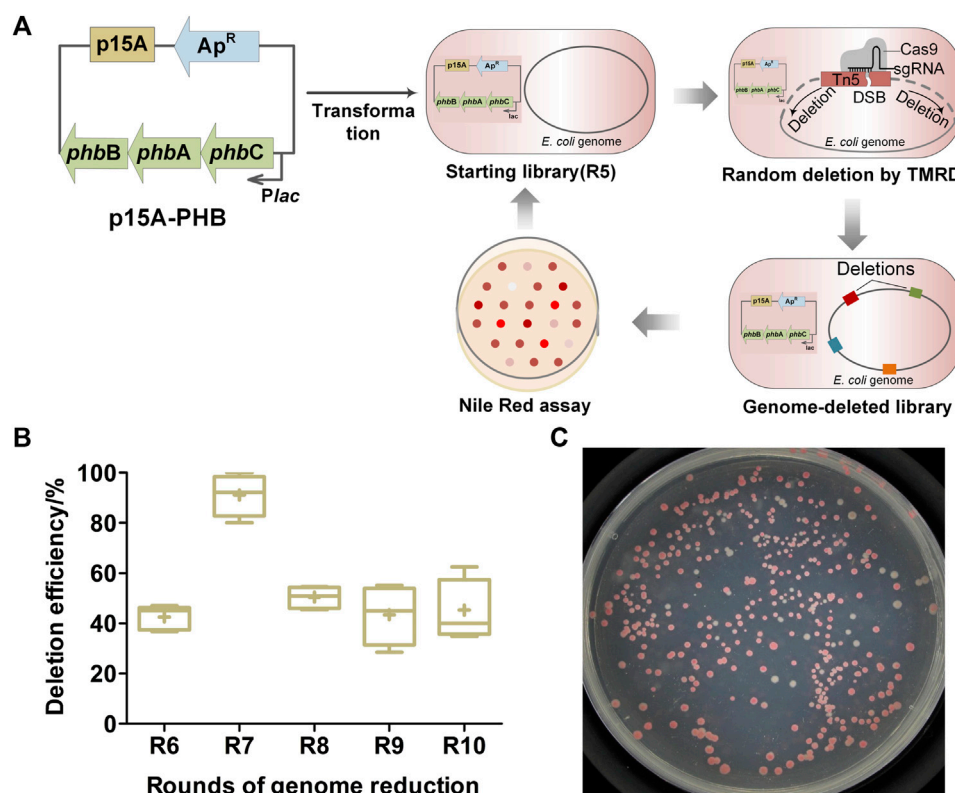 A
p15A
Ap^R
phbB
phbA
phbC
Plac
p15A-PHB
Transforma
tion
p15A
Ap^R
phbB
phbA
phbC
lac
E. coli genome
Starting library(R5)
p15A
Ap^R
phbB
phbA
phbC
lac
Cas9
sgRNA
Tn5
DSB
Deletion
Deletion
E. coli genome
Random deletion by TMRD
Nile Red assay
Deletions
p15A
Ap^R
phbB
phbA
phbC
lac
E. coli genome
Genome-deleted library
B
Deletion efficiency/%
100
80
60
40
20
0
R6
R7
R8
R9
R10
Rounds of genome reduction
C